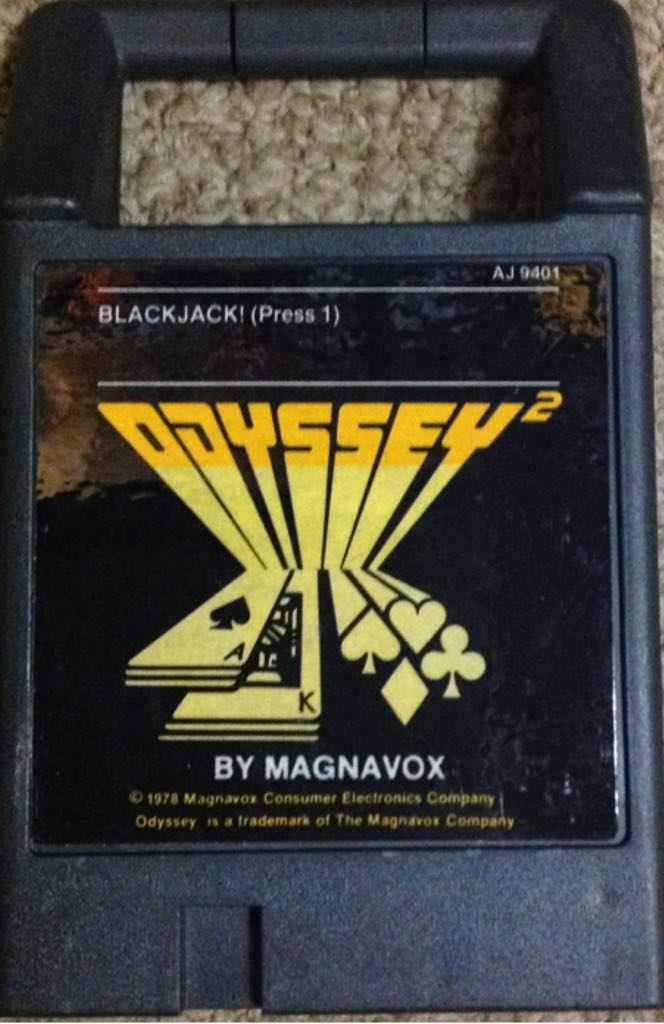 AJ 9401
BLACKJACK! (Press 1)
ODYSSEY²
A
K
BY MAGNAVOX
© 1978 Magnavox Consumer Electronics Company
Odyssey is a trademark of The Magnavox Company